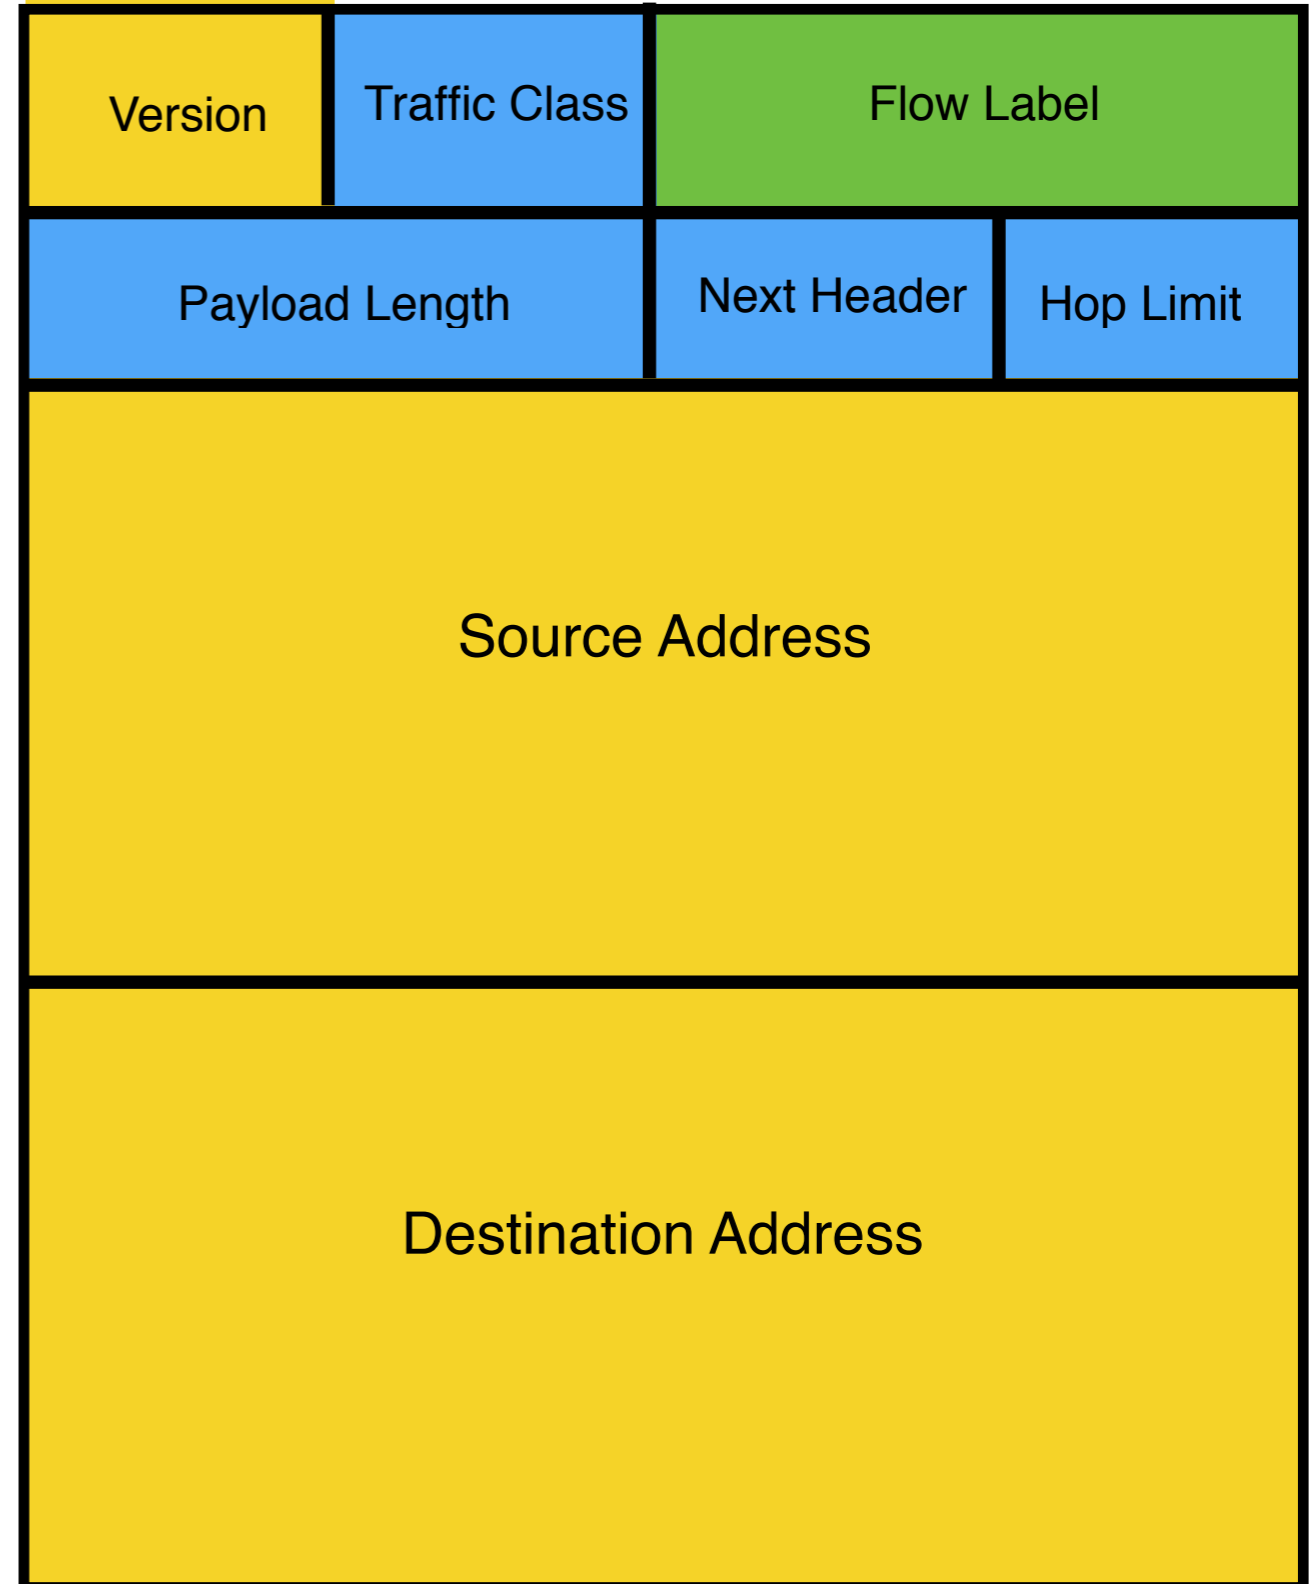 Version
Traffic Class
Flow Label
Payload Length
Next Header
Hop Limit
Source Address
Destination Address